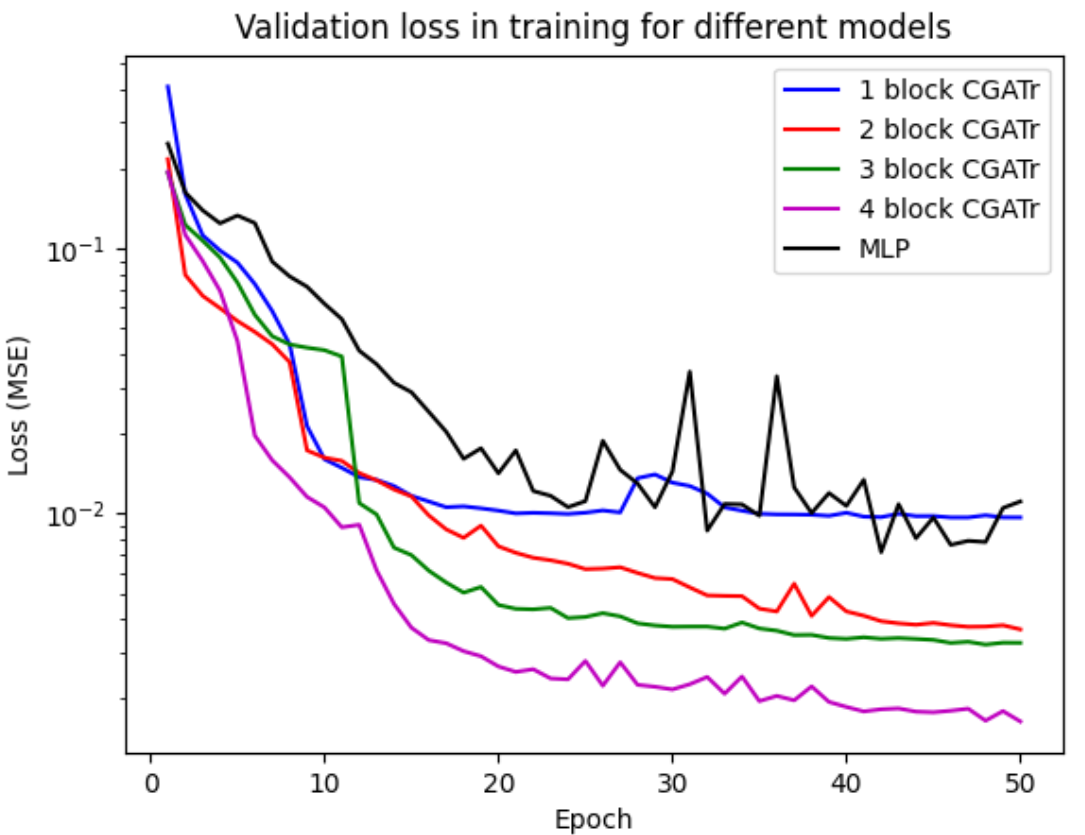 Validation loss in training for different models
1 block CGATr
2 block CGATr
3 block CGATr
4 block CGATr
MLP
10⁻¹
10⁻²
Loss (MSE)
0 10 20 30 40 50
Epoch